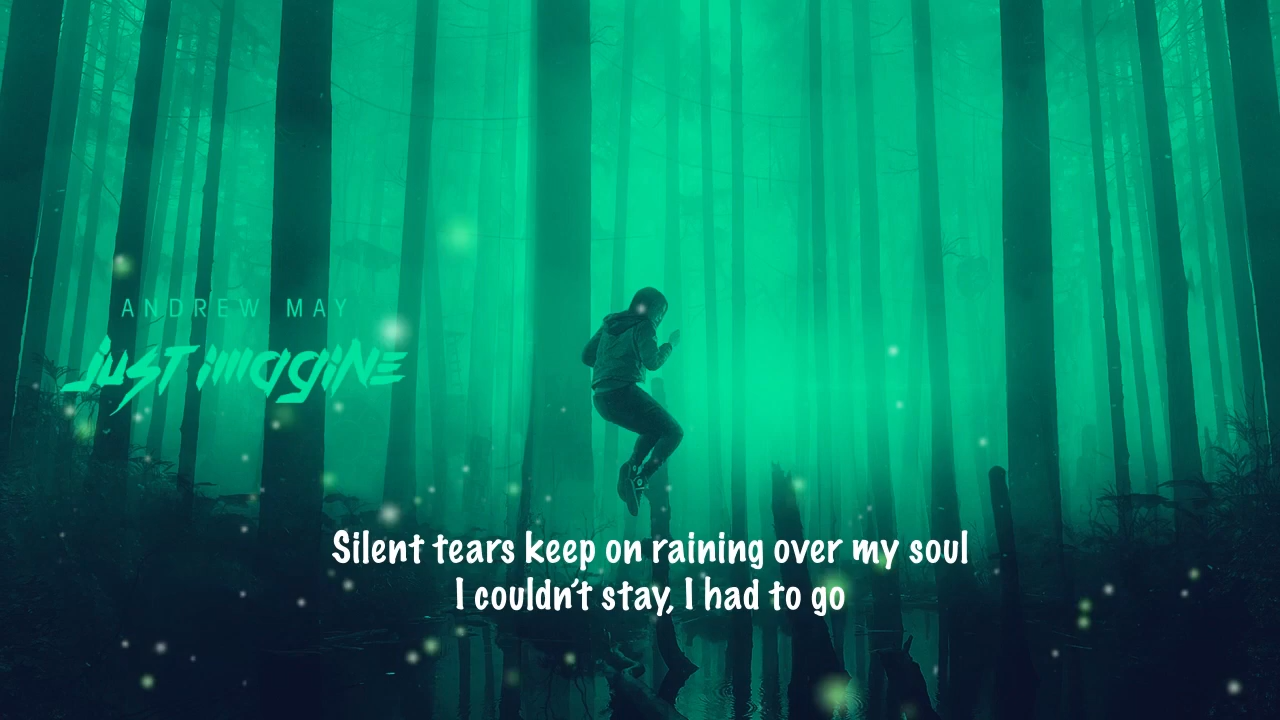 ANDREW MAY
JUST IMAGINE
Silent tears keep on raining over my soul
I couldn't stay, I had to go